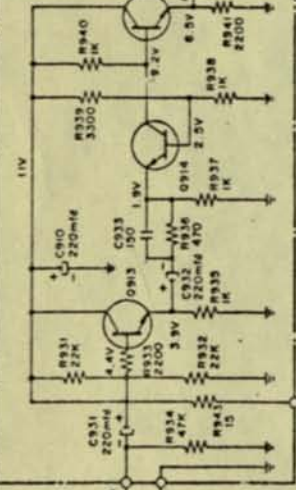 R940
1K
R941
2200
6.5V
9.2V
R939
3300
R938
1K
2.5V
Q914
11V
1.9V
R937
1K
C933
150
R936
470
C910
220mfd
+
-
C932
220mfd
+
-
Q913
R935
1K
3.9V
R931
22K
4.4V
R933
2200
R932
22K
C931
220mfd
+
-
R934
47K
R943
15